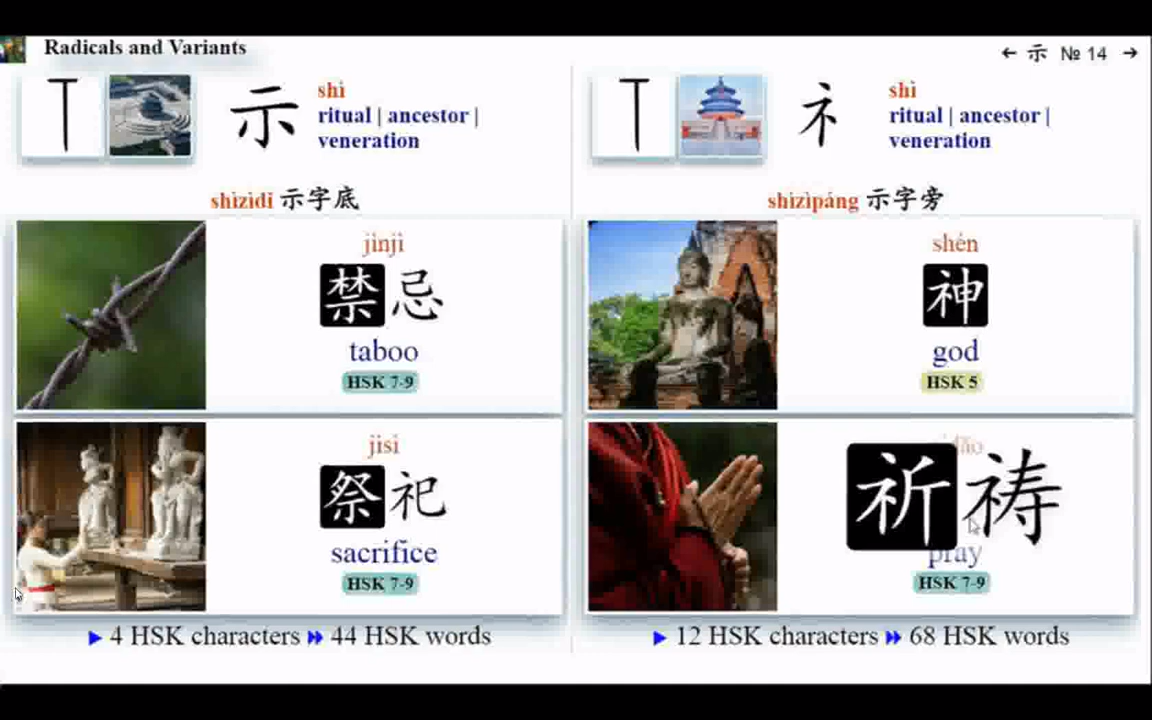 Radicals and Variants
← 示 № 14 →
示
shì
ritual | ancestor |
veneration
shìzìdǐ 示字底
jìnjì
禁忌
taboo
HSK 7-9
jìsì
祭祀
sacrifice
HSK 7-9
▶ 4 HSK characters ▶▶ 44 HSK words
礻
shì
ritual | ancestor |
veneration
shìzìpáng 示字旁
shén
神
god
HSK 5
祈祷
pray
HSK 7-9
▶ 12 HSK characters ▶▶ 68 HSK words